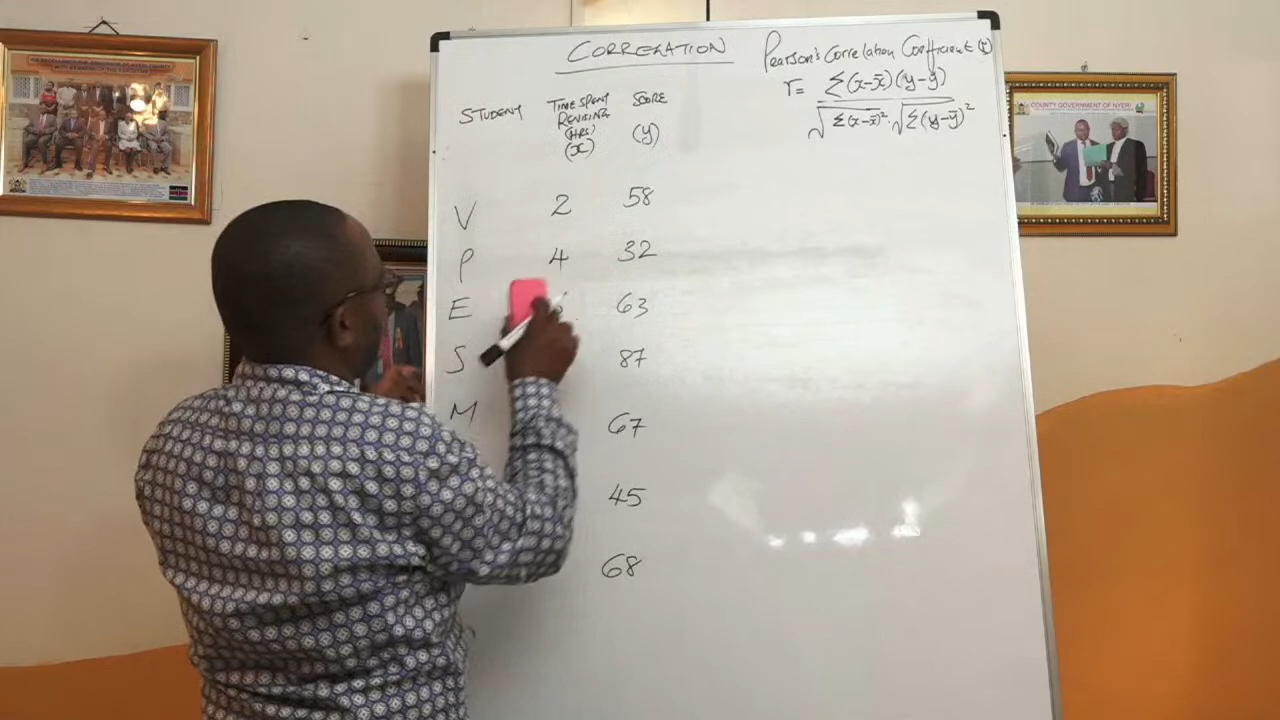 CORRELATION
Pearson's Correlation Coefficient (r)
r = Σ(x-x̄)(y-ȳ)
√Σ(x-x̄)² √Σ(y-ȳ)²
STUDENT TIME SPENT REVISING (HRS) (x) SCORE (y)
V 2 58
P 4 32
E 63
S 87
M 67
45
68
COUNTY GOVERNMENT OF NYERI